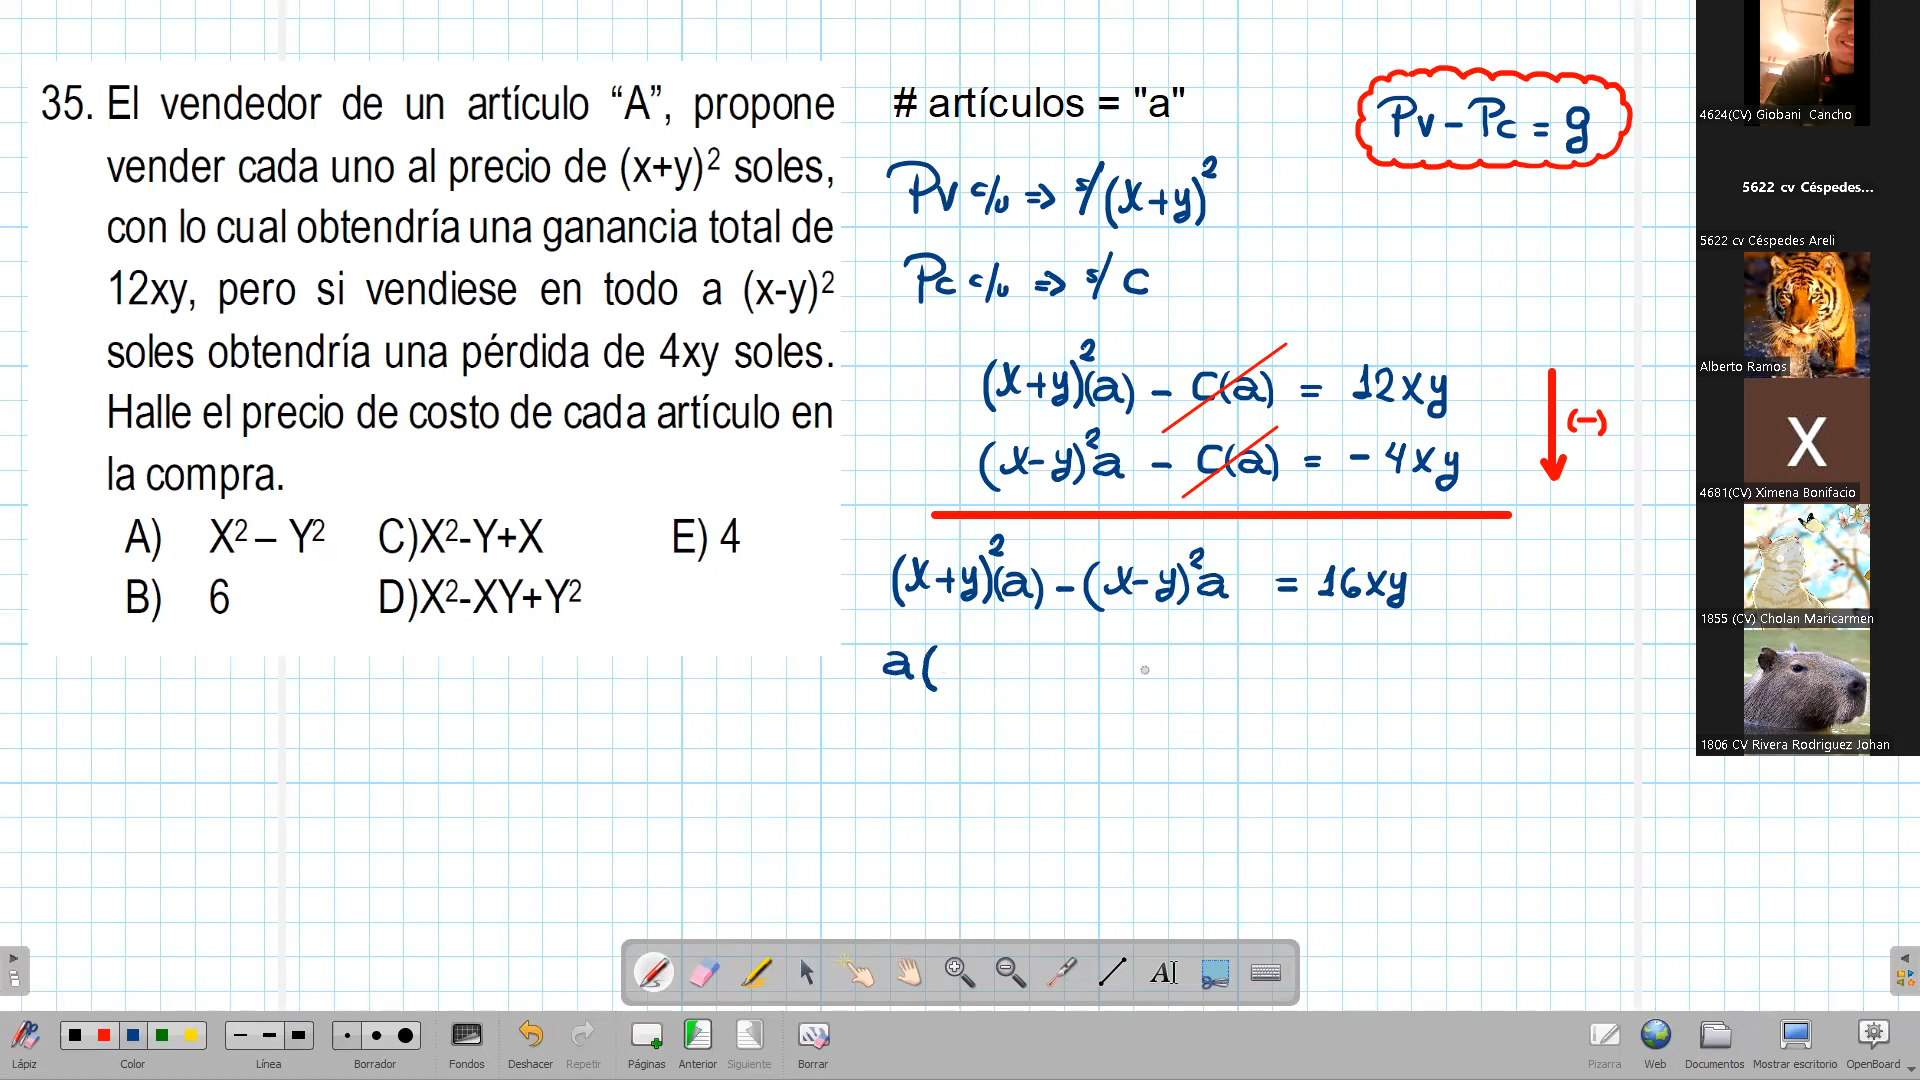 35. El vendedor de un artículo “A”, propone
vender cada uno al precio de (x+y)² soles,
con lo cual obtendría una ganancia total de
12xy, pero si vendiese en todo a (x-y)²
soles obtendría una pérdida de 4xy soles.
Halle el precio de costo de cada artículo en
la compra.
A) X² – Y² C)X²-Y+X E) 4
B) 6 D)X²-XY+Y²
# artículos = "a"
Pv - Pc = g
Pv c/u ⇒ s/(x+y)²
Pc c/u ⇒ s/ C
(x+y)²(a) - C(a) = 12xy
(x-y)²a - C(a) = -4xy
(-)
(x+y)²(a) - (x-y)²a = 16xy
a(
4624(CV) Giobani Cancho
5622 cv Céspedes...
5622 cv Céspedes Areli
Alberto Ramos
X
4681(CV) Ximena Bonifacio
1855 (CV) Cholan Maricarmen
1806 CV Rivera Rodriguez Johan
Lápiz Color Línea Borrador Fondos Deshacer Repetir Páginas Anterior Siguiente Borrar Pizarra Web Documentos Mostrar escritorio OpenBoard